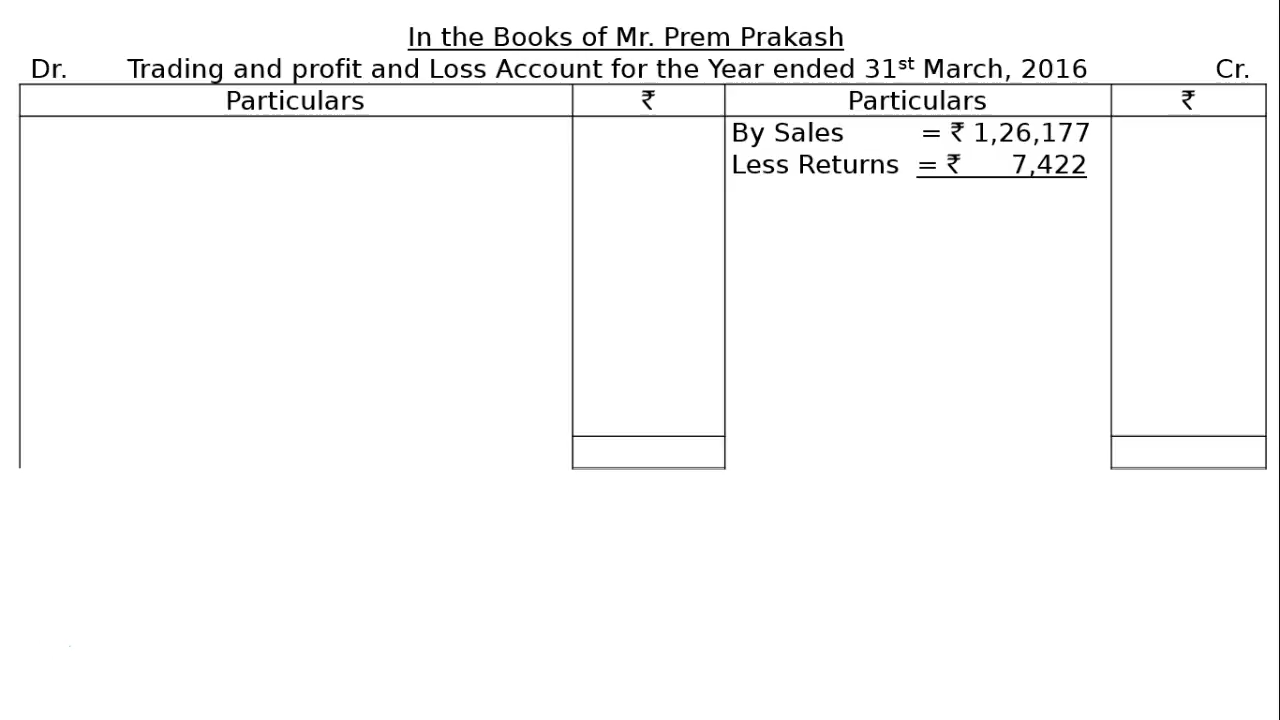 In the Books of Mr. Prem Prakash
Dr. Trading and profit and Loss Account for the Year ended 31st March, 2016 Cr.
Particulars ₹ Particulars ₹
By Sales = ₹ 1,26,177
Less Returns = ₹ 7,422